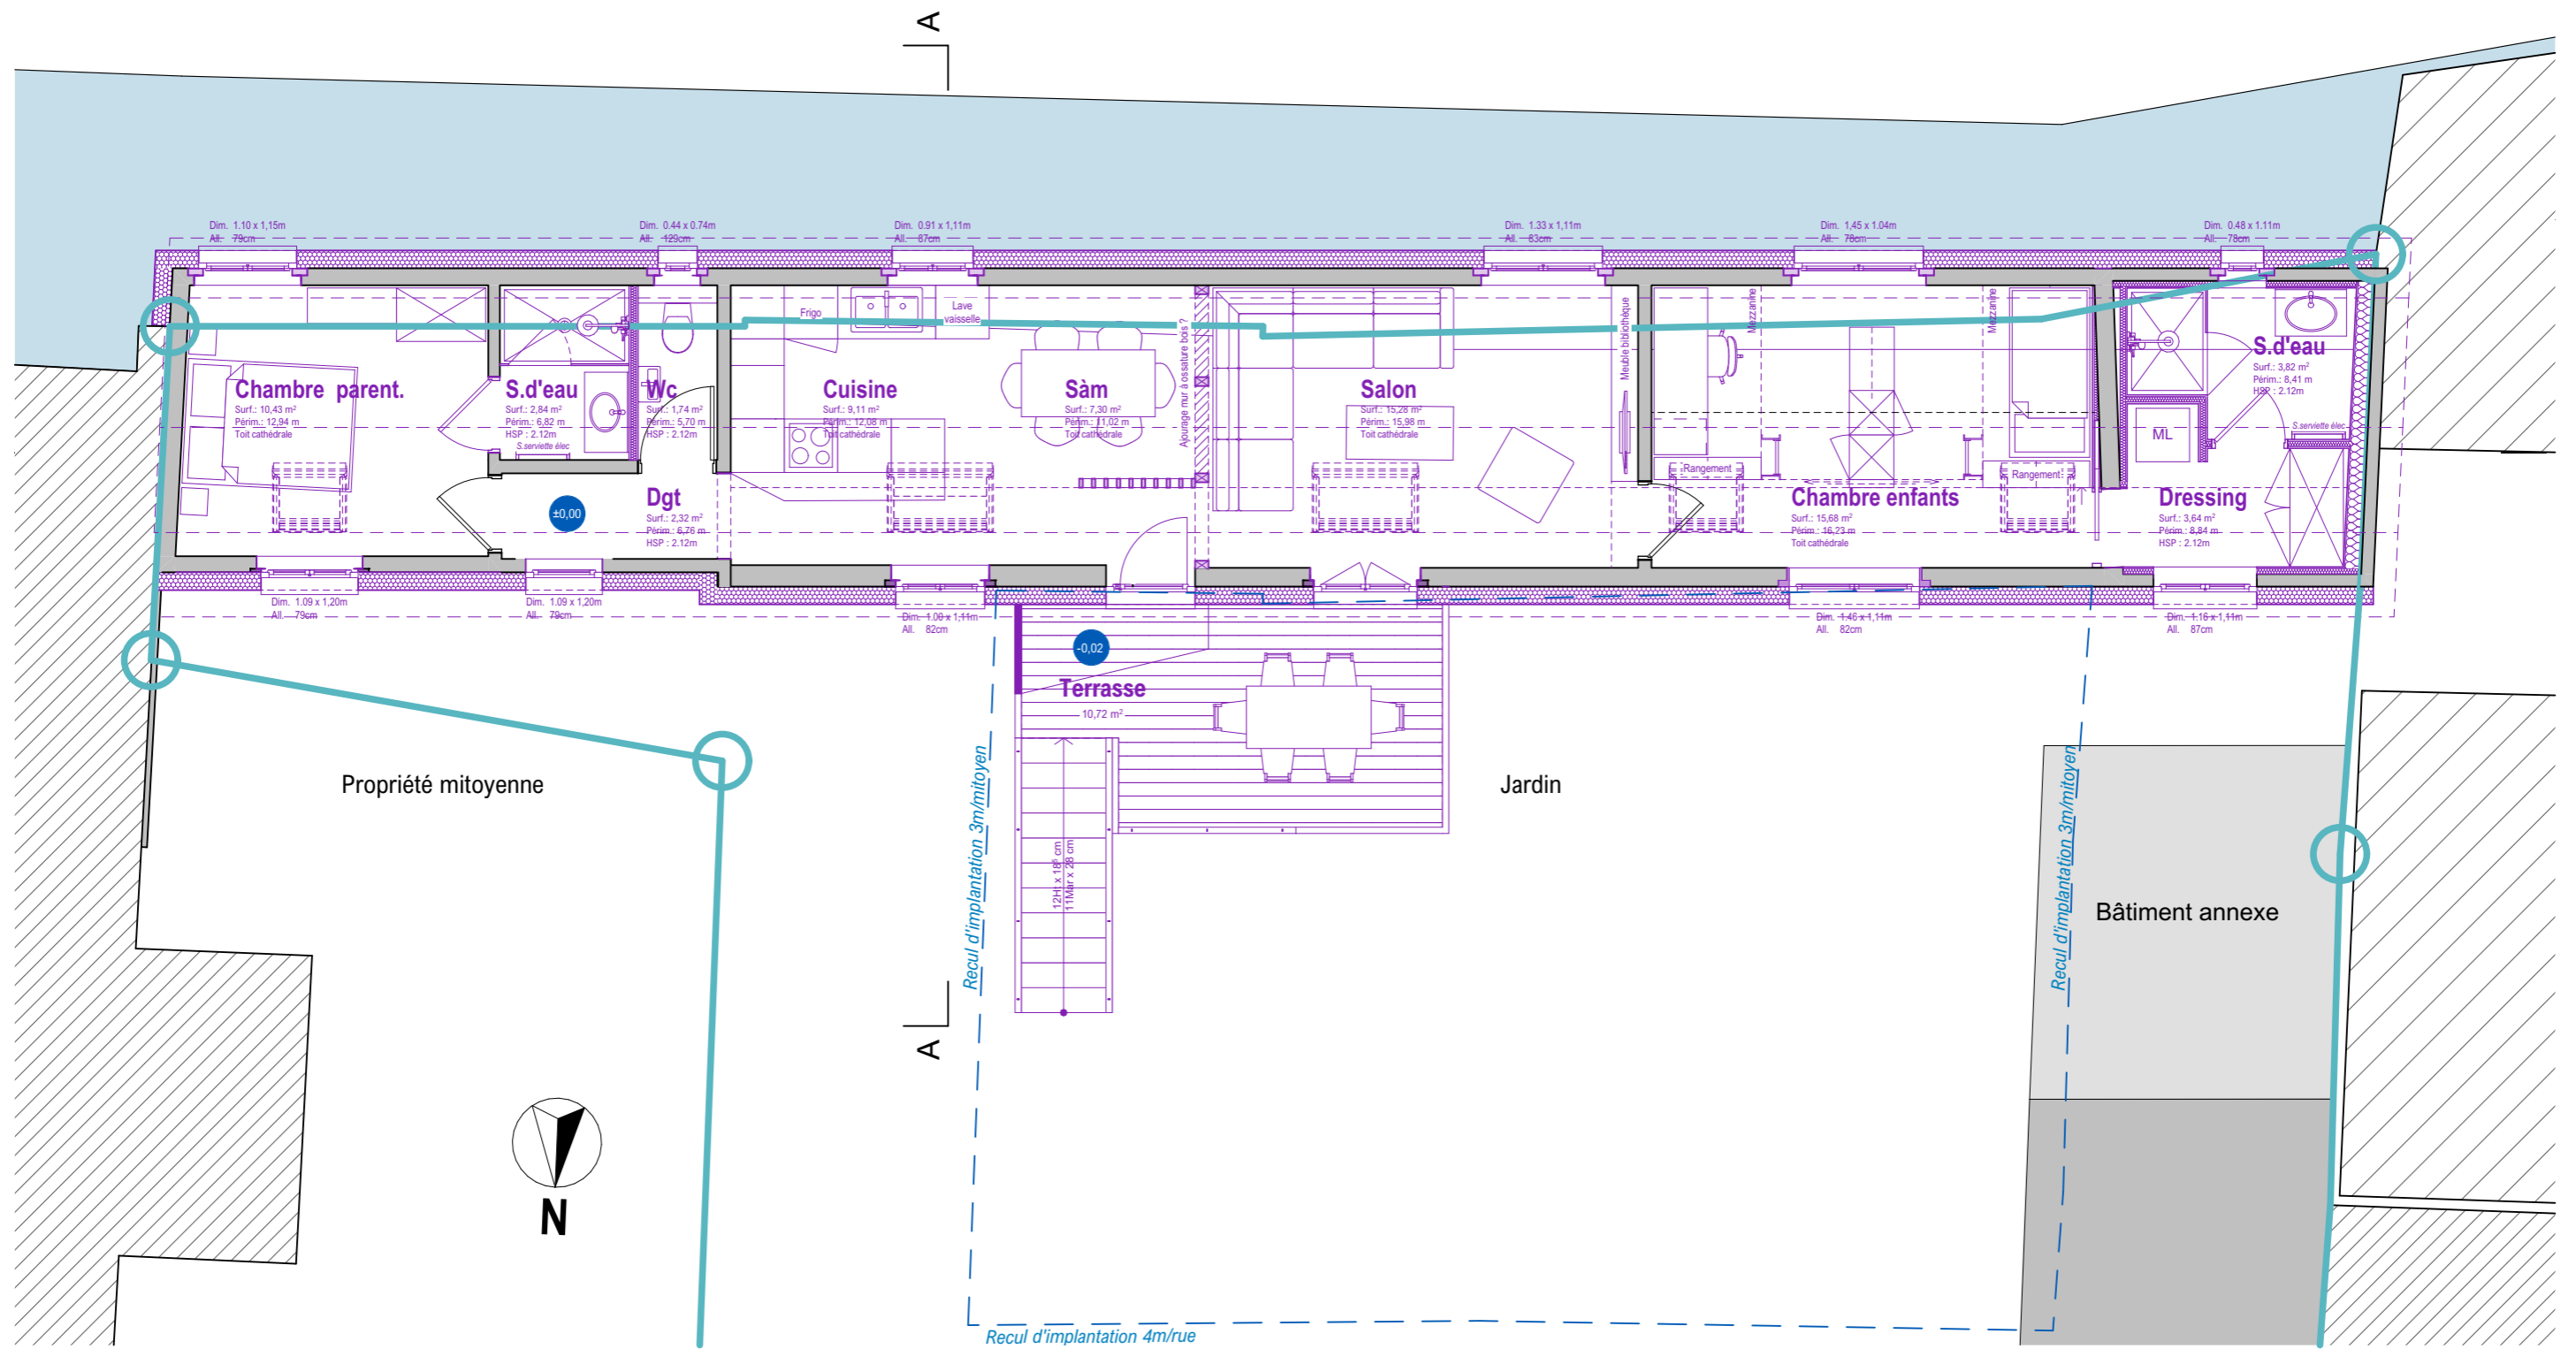 A
Dim. 1.10 x 1,15m
All. 79cm
Dim. 0.44 x 0.74m
All. 129cm
Dim. 0.91 x 1,11m
All. 87cm
Dim. 1.33 x 1,11m
All. 83cm
Dim. 1,45 x 1.04m
All. 78cm
Dim. 0.48 x 1.11m
All. 78cm
Frigo
Lave
vaisselle
Ajourage mur à ossature bois ?
Meuble bibliothèque
Mezzanine
Mezzanine
Chambre parent.
Surf.: 10,43 m²
Périm.: 12,94 m
Toit cathédrale
S.d'eau
Surf.: 2,84 m²
Périm.: 6,82 m
HSP : 2.12m
S.serviette élec
Wc
Surf.: 1,74 m²
Périm.: 5,70 m
HSP : 2.12m
Cuisine
Surf.: 9,11 m²
Périm.: 12,08 m
Toit cathédrale
Sàm
Surf.: 7,30 m²
Périm.: 11,02 m
Toit cathédrale
Salon
Surf.: 15,28 m²
Périm.: 15,98 m
Toit cathédrale
S.d'eau
Surf.: 3,82 m²
Périm.: 8,41 m
HSP : 2.12m
S.serviette élec
ML
Rangement
Rangement
±0,00
Dgt
Surf.: 2,32 m²
Périm.: 6,76 m
HSP : 2.12m
Chambre enfants
Surf.: 15,68 m²
Périm.: 16,23 m
Toit cathédrale
Dressing
Surf.: 3,64 m²
Périm.: 8,84 m
HSP : 2.12m
Dim. 1.09 x 1,20m
All. 79cm
Dim. 1.09 x 1,20m
All. 79cm
Dim. 1.00 x 1,11m
All. 82cm
Dim. 1.46 x 1,11m
All. 82cm
Dim. 1.16 x 1,11m
All. 87cm
-0,02
Terrasse
10,72 m²
Propriété mitoyenne
Jardin
Recul d'implantation 3m/mitoyen
Recul d'implantation 3m/mitoyen
12Ht x 18⁵ cm
11Mar x 28 cm
Bâtiment annexe
A
N
Recul d'implantation 4m/rue